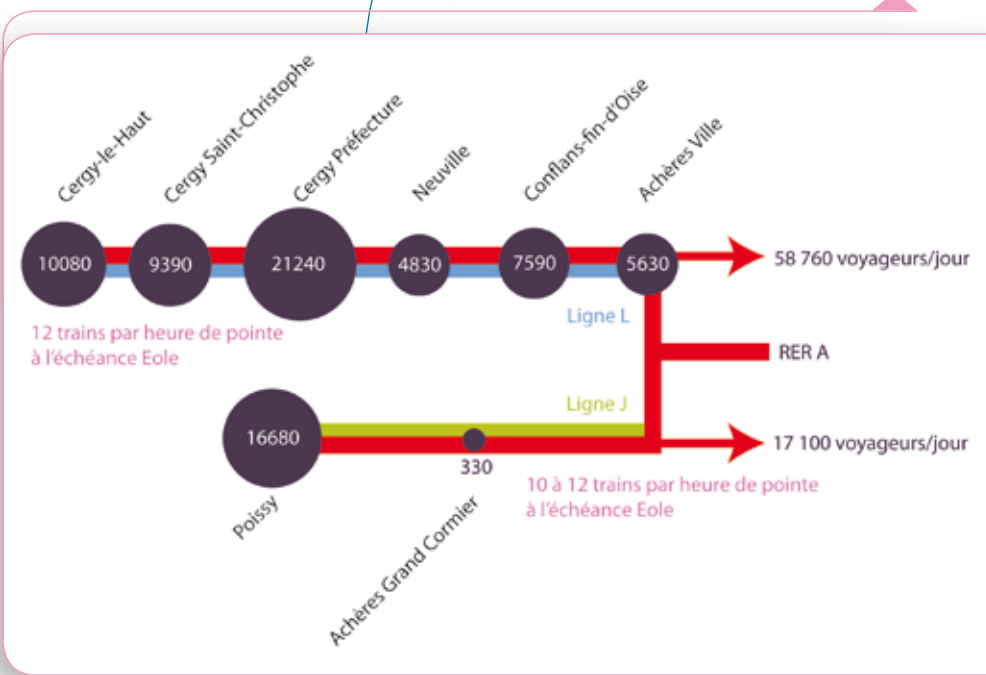 Cergy-le-Haut
Cergy Saint-Christophe
Cergy Préfecture
Neuville
Conflans-fin-d'Oise
Achères Ville
10080
9390
21240
4830
7590
5630
58 760 voyageurs/jour
12 trains par heure de pointe
à l'échéance Eole
Ligne L
RER A
Ligne J
16680
330
17 100 voyageurs/jour
10 à 12 trains par heure de pointe
à l'échéance Eole
Poissy
Achères Grand Cormier